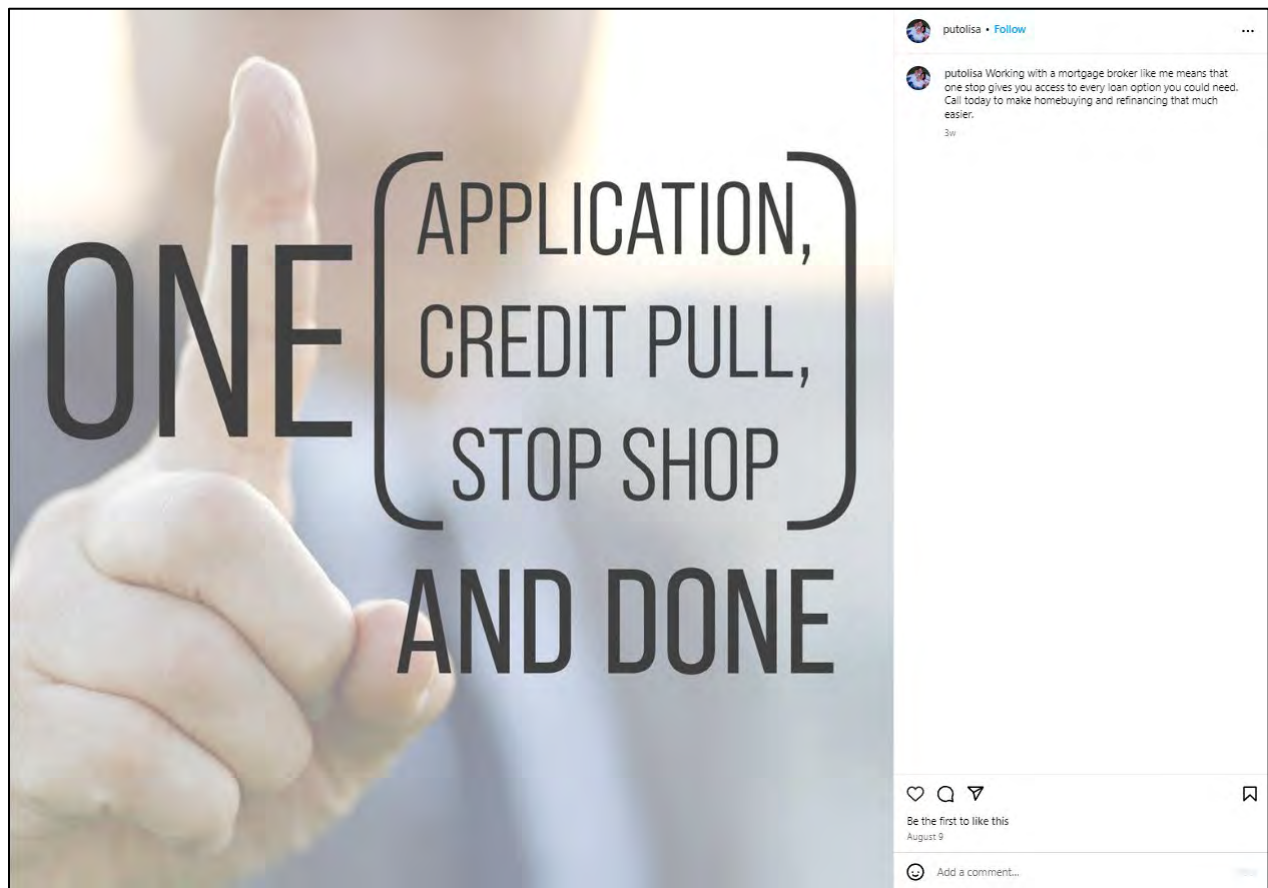 ONE
APPLICATION,
CREDIT PULL,
STOP SHOP
AND DONE
putolisa • Follow
putolisa Working with a mortgage broker like me means that
one stop gives you access to every loan option you could need.
Call today to make homebuying and refinancing that much
easier.
3w
Be the first to like this
August 9
Add a comment...